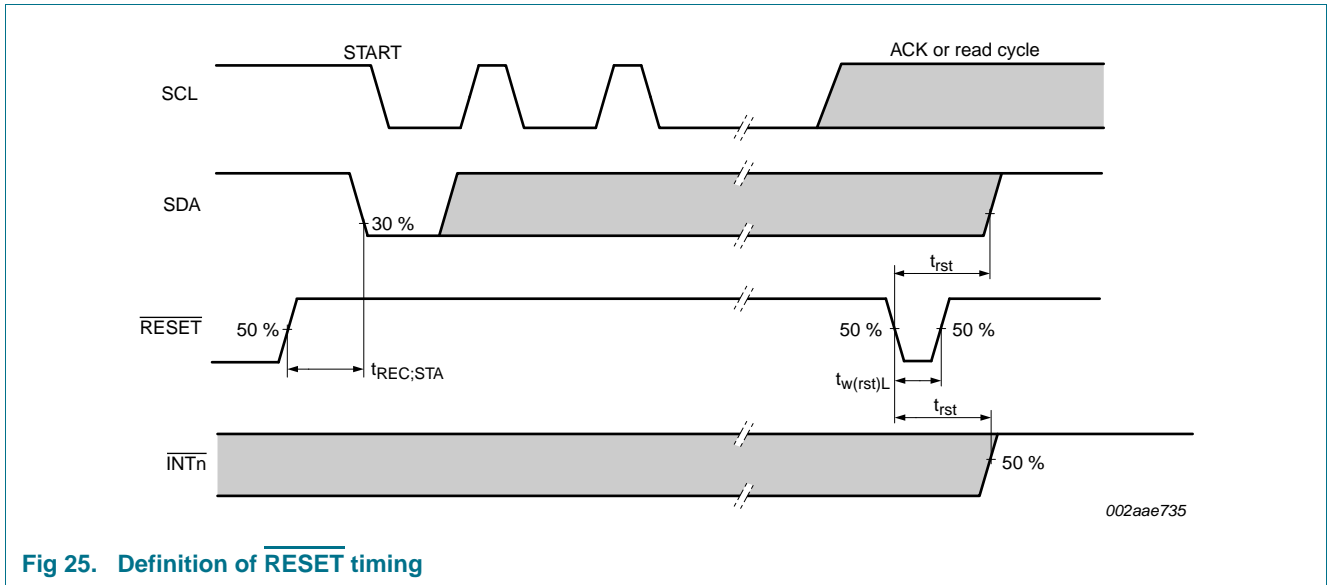 START
ACK or read cycle
SCL
SDA
30 %
trst
RESET
50 %
50 %
50 %
tREC;STA
tw(rst)L
trst
INTn
50 %
002aae735
Fig 25. Definition of RESET timing